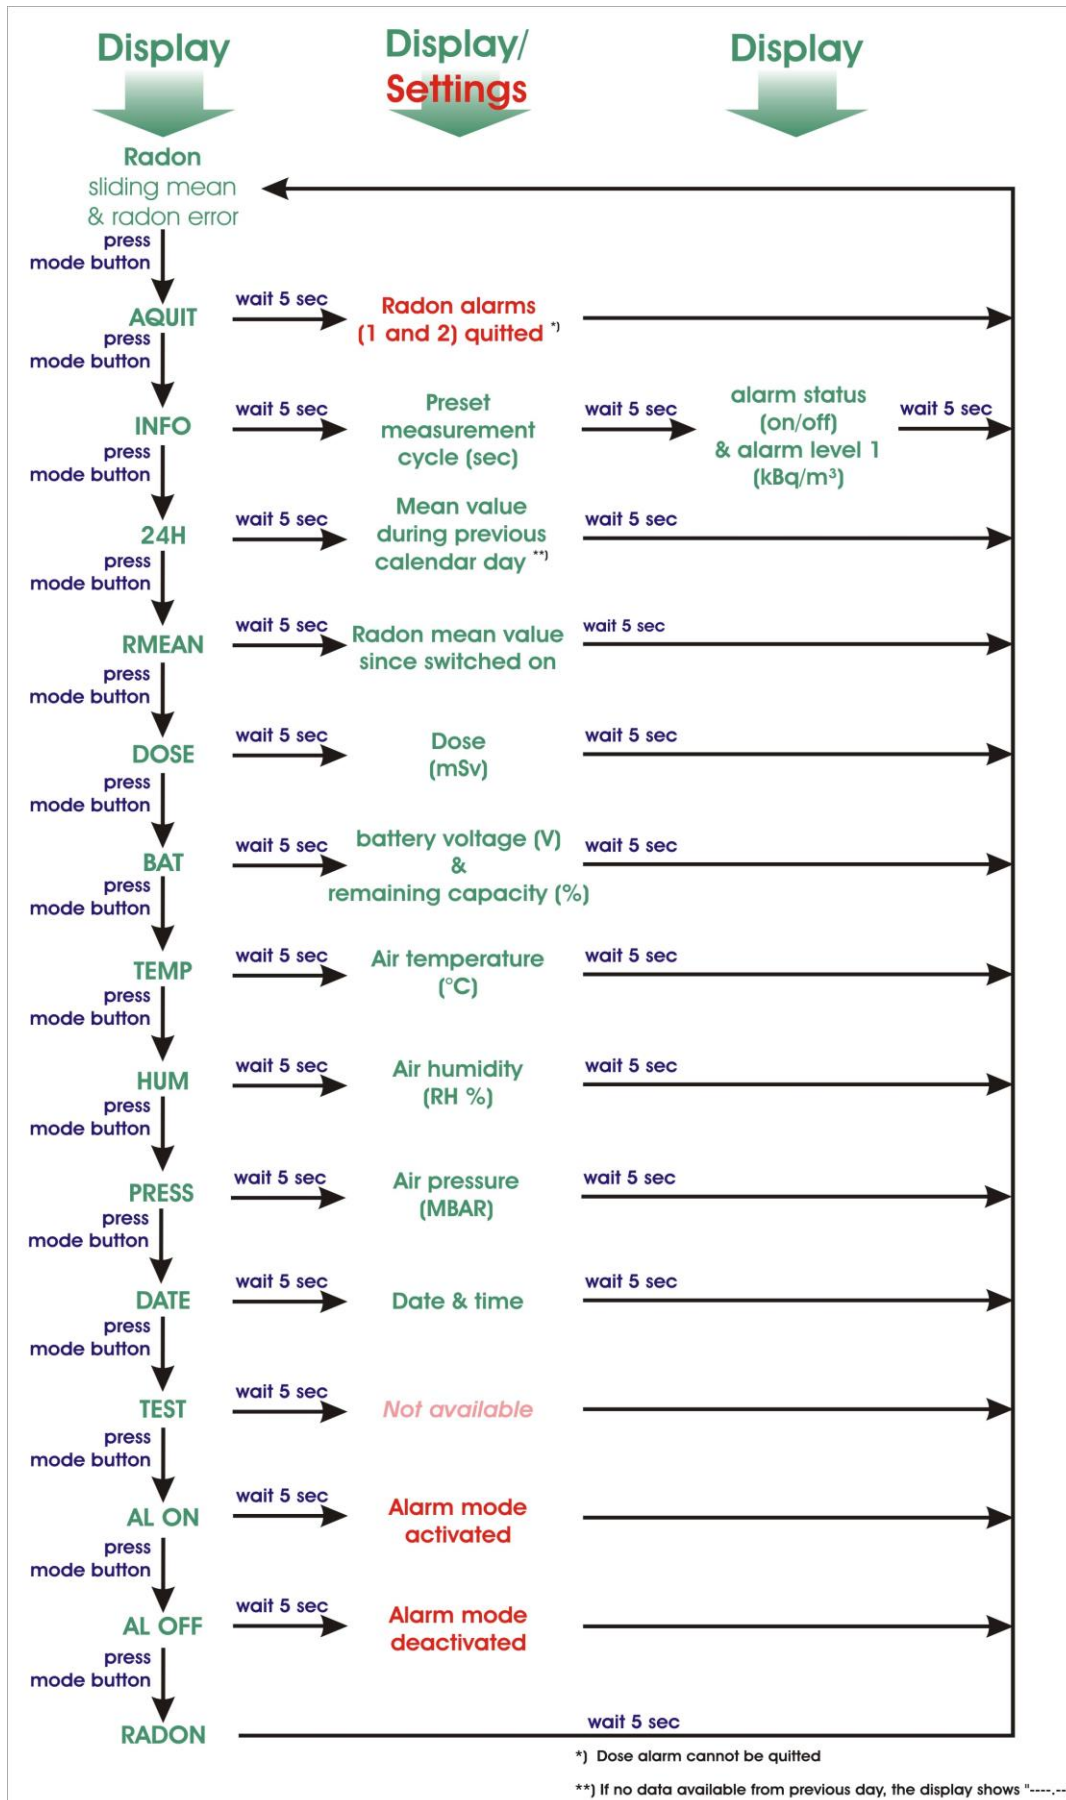 Display
Display/
Settings
Display
Radon
sliding mean
& radon error
press
mode button
AQUIT
wait 5 sec
Radon alarms
(1 and 2) quitted *)
press
mode button
INFO
wait 5 sec
Preset
measurement
cycle (sec)
wait 5 sec
alarm status
(on/off)
& alarm level 1
(kBq/m³)
wait 5 sec
press
mode button
24H
wait 5 sec
Mean value
during previous
calendar day **)
wait 5 sec
press
mode button
RMEAN
wait 5 sec
Radon mean value
since switched on
wait 5 sec
press
mode button
DOSE
wait 5 sec
Dose
(mSv)
wait 5 sec
press
mode button
BAT
wait 5 sec
battery voltage (V)
&
remaining capacity (%)
wait 5 sec
press
mode button
TEMP
wait 5 sec
Air temperature
(°C)
wait 5 sec
press
mode button
HUM
wait 5 sec
Air humidity
(RH %)
wait 5 sec
press
mode button
PRESS
wait 5 sec
Air pressure
(MBAR)
wait 5 sec
press
mode button
DATE
wait 5 sec
Date & time
wait 5 sec
press
mode button
TEST
wait 5 sec
Not available
press
mode button
AL ON
wait 5 sec
Alarm mode
activated
press
mode button
AL OFF
wait 5 sec
Alarm mode
deactivated
press
mode button
RADON
wait 5 sec
*) Dose alarm cannot be quitted
**) If no data available from previous day, the display shows "----.--